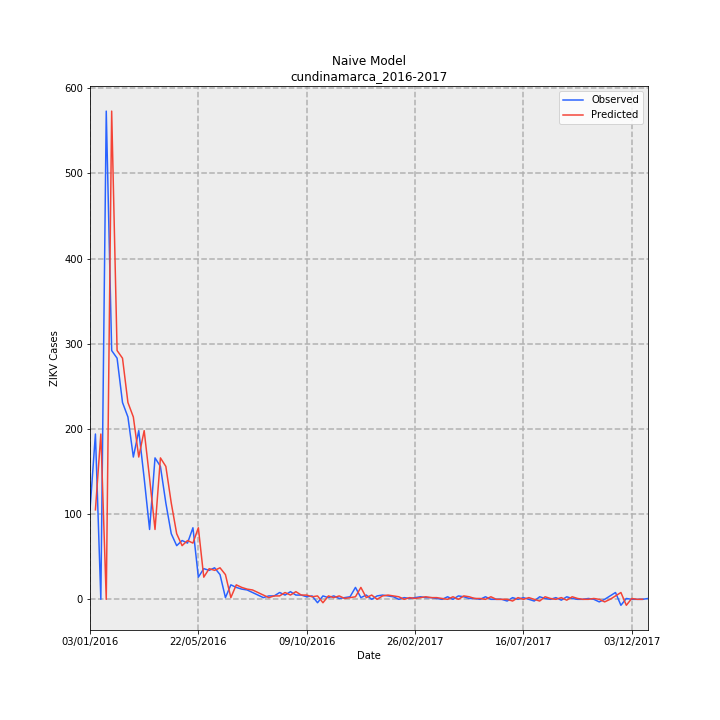 Naive Model
cundinamarca_2016-2017
Observed
Predicted
ZIKV Cases
600
500
400
300
200
100
0
03/01/2016 22/05/2016 09/10/2016 26/02/2017 16/07/2017 03/12/2017
Date